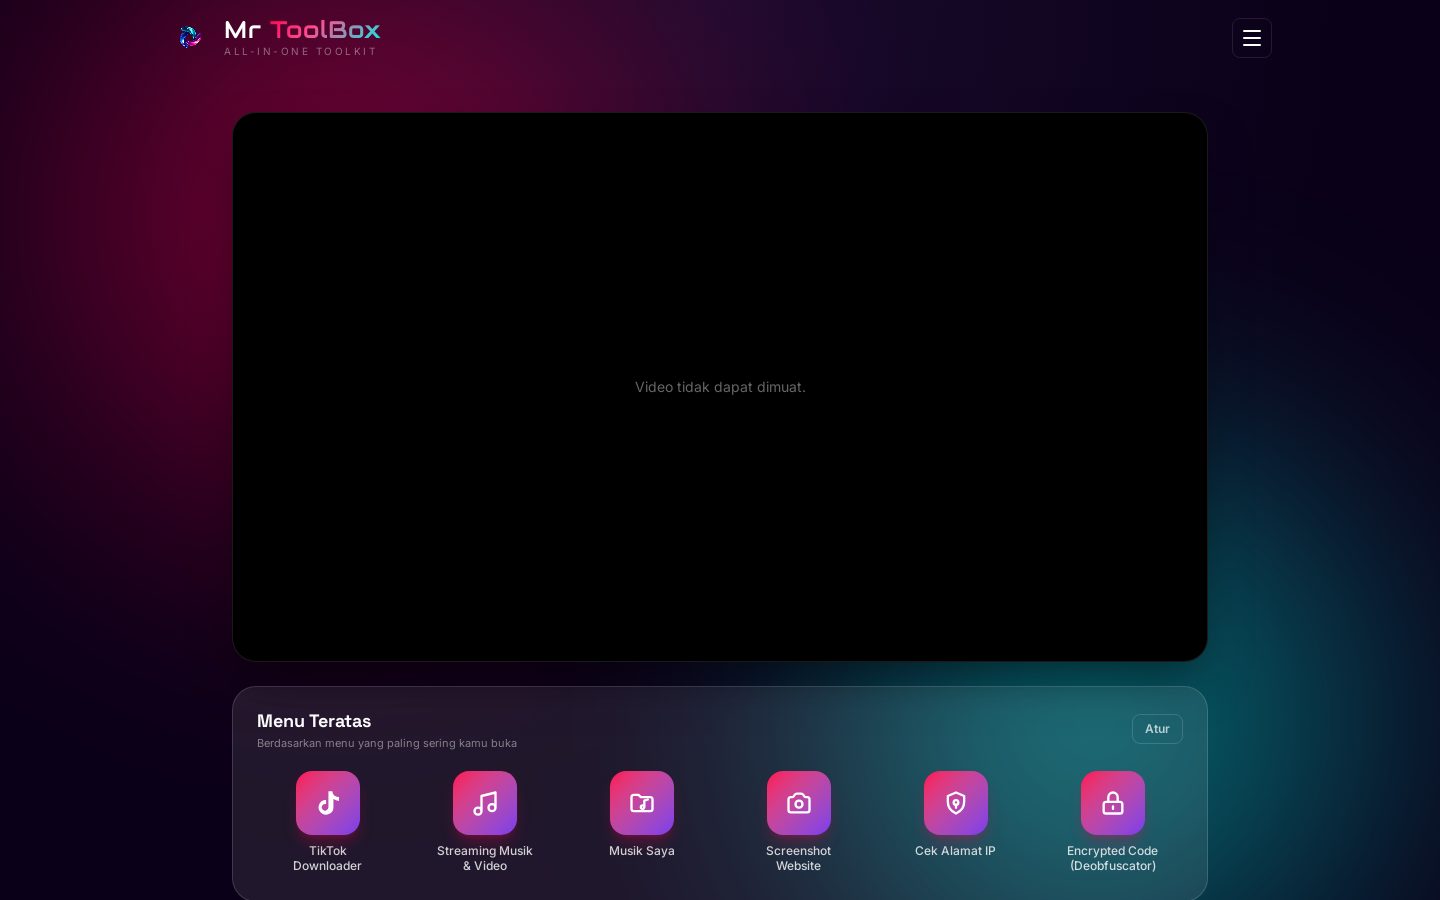 Mr ToolBox
ALL-IN-ONE TOOLKIT
Video tidak dapat dimuat.
Menu Teratas
Berdasarkan menu yang paling sering kamu buka
Atur
TikTok
Downloader
Streaming Musik
& Video
Musik Saya
Screenshot
Website
Cek Alamat IP
Encrypted Code
(Deobfuscator)